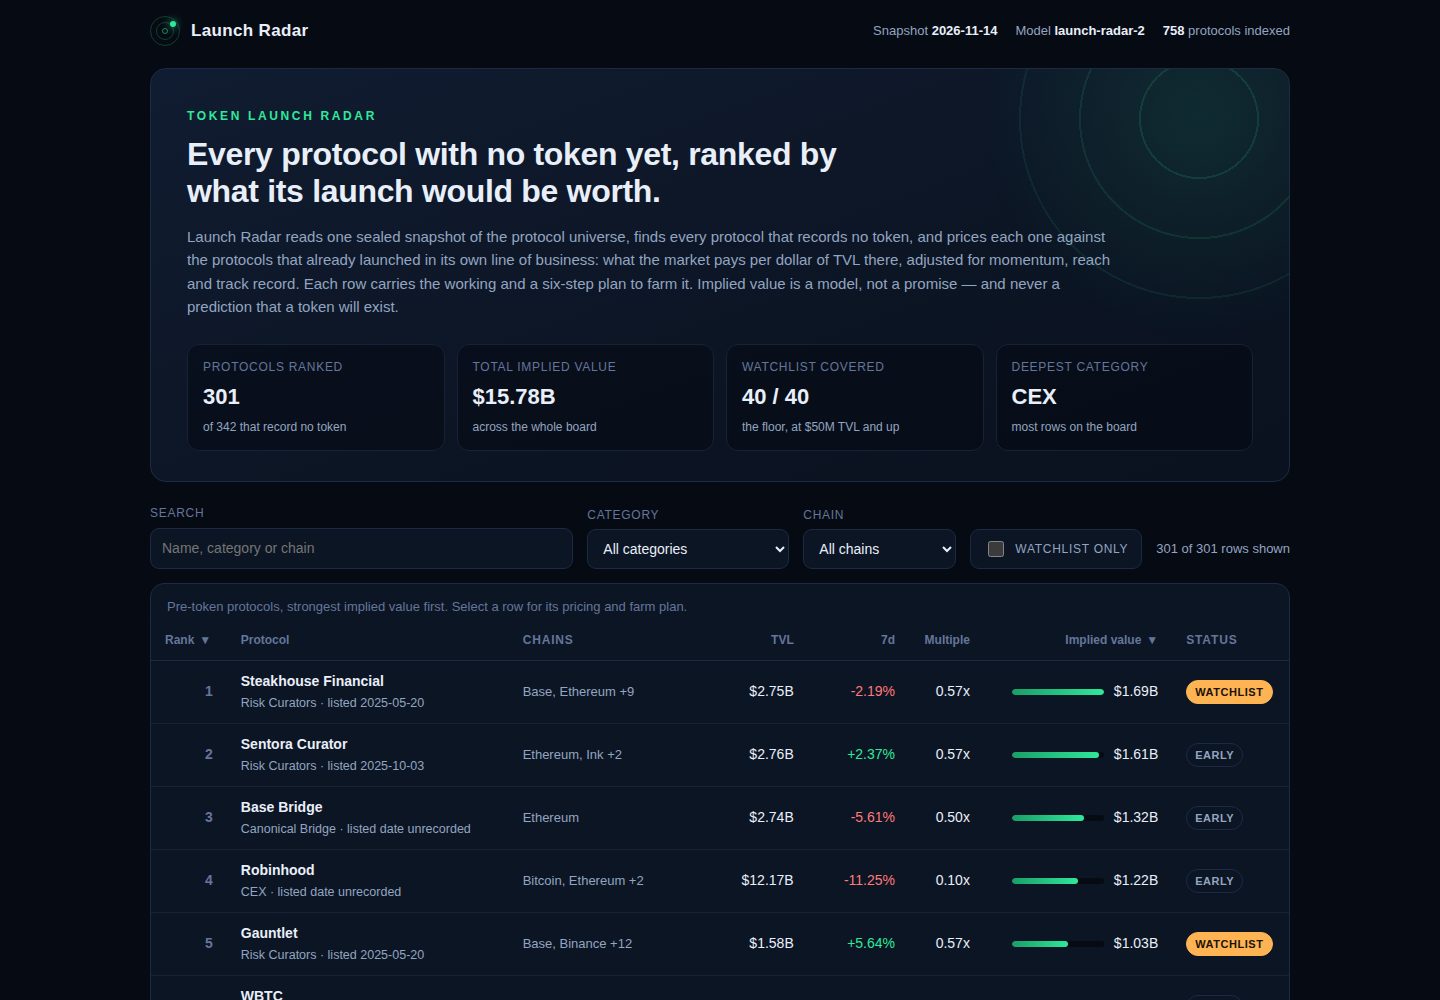 Launch Radar
Snapshot 2026-11-14 Model launch-radar-2 758 protocols indexed
TOKEN LAUNCH RADAR
Every protocol with no token yet, ranked by
what its launch would be worth.
Launch Radar reads one sealed snapshot of the protocol universe, finds every protocol that records no token, and prices each one against
the protocols that already launched in its own line of business: what the market pays per dollar of TVL there, adjusted for momentum, reach
and track record. Each row carries the working and a six-step plan to farm it. Implied value is a model, not a promise — and never a
prediction that a token will exist.
PROTOCOLS RANKED
301
of 342 that record no token
TOTAL IMPLIED VALUE
$15.78B
across the whole board
WATCHLIST COVERED
40 / 40
the floor, at $50M TVL and up
DEEPEST CATEGORY
CEX
most rows on the board
SEARCH
Name, category or chain
CATEGORY
All categories
CHAIN
All chains
WATCHLIST ONLY
301 of 301 rows shown
Pre-token protocols, strongest implied value first. Select a row for its pricing and farm plan.
Rank ▼ Protocol CHAINS TVL 7d Multiple Implied value ▼ STATUS
1 Steakhouse Financial Base, Ethereum +9 $2.75B -2.19% 0.57x $1.69B WATCHLIST
Risk Curators · listed 2025-05-20
2 Sentora Curator Ethereum, Ink +2 $2.76B +2.37% 0.57x $1.61B EARLY
Risk Curators · listed 2025-10-03
3 Base Bridge Ethereum $2.74B -5.61% 0.50x $1.32B EARLY
Canonical Bridge · listed date unrecorded
4 Robinhood Bitcoin, Ethereum +2 $12.17B -11.25% 0.10x $1.22B EARLY
CEX · listed date unrecorded
5 Gauntlet Base, Binance +12 $1.58B +5.64% 0.57x $1.03B WATCHLIST
Risk Curators · listed 2025-05-20
WBTC